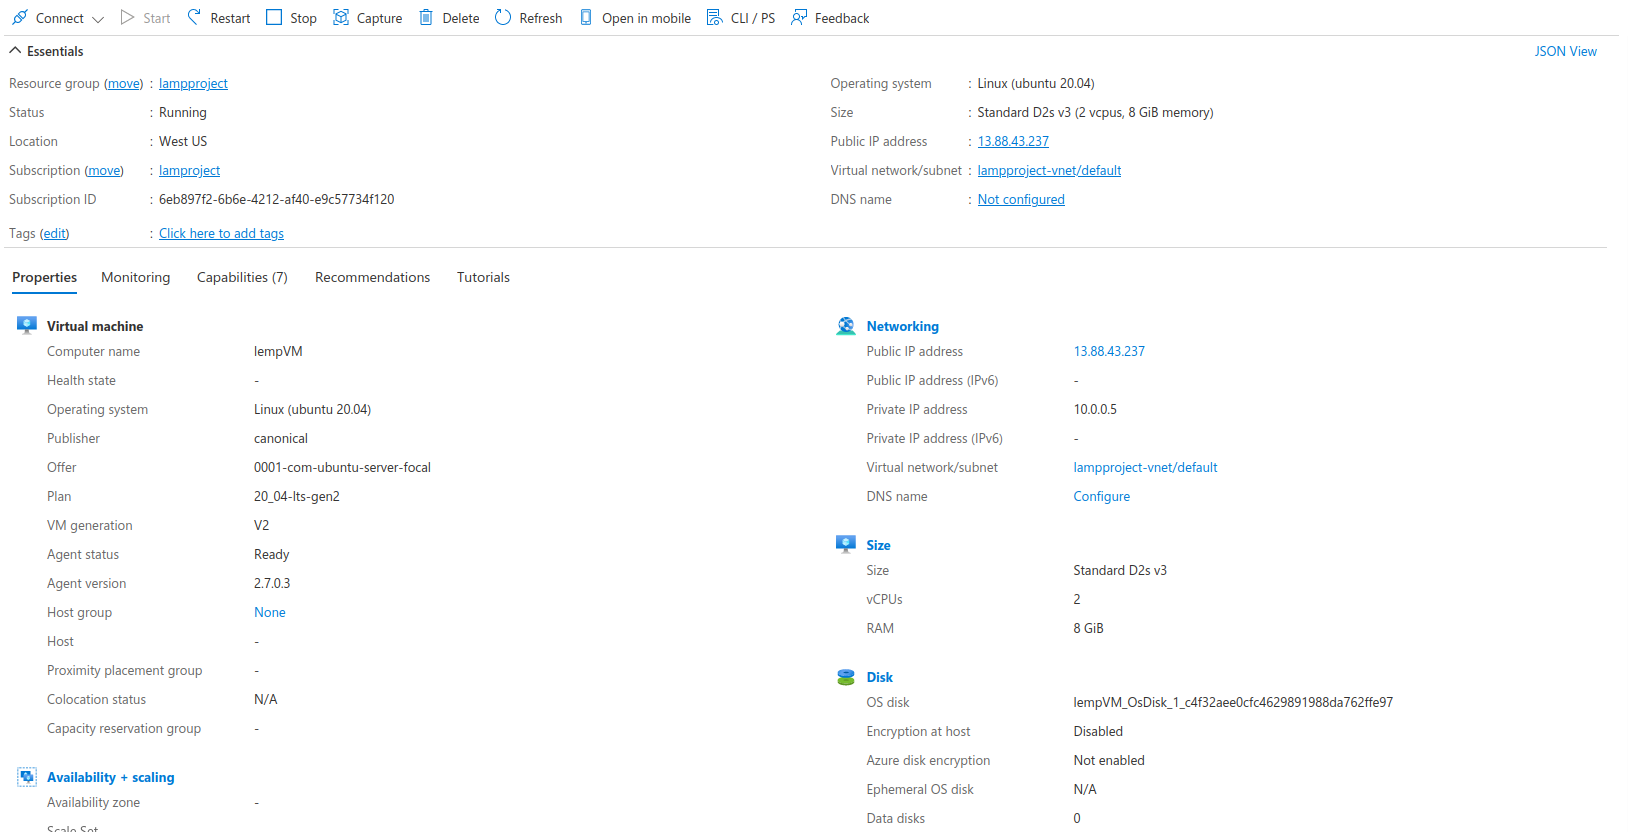 Connect Start Restart Stop Capture Delete Refresh Open in mobile CLI / PS Feedback
Essentials JSON View
Resource group (move) : lampproject
Status : Running
Location : West US
Subscription (move) : lamproject
Subscription ID : 6eb897f2-6b6e-4212-af40-e9c57734f120
Tags (edit) : Click here to add tags
Operating system : Linux (ubuntu 20.04)
Size : Standard D2s v3 (2 vcpus, 8 GiB memory)
Public IP address : 13.88.43.237
Virtual network/subnet : lampproject-vnet/default
DNS name : Not configured
Properties Monitoring Capabilities (7) Recommendations Tutorials
Virtual machine
Computer name lempVM
Health state -
Operating system Linux (ubuntu 20.04)
Publisher canonical
Offer 0001-com-ubuntu-server-focal
Plan 20_04-lts-gen2
VM generation V2
Agent status Ready
Agent version 2.7.0.3
Host group None
Host -
Proximity placement group -
Colocation status N/A
Capacity reservation group -
Availability + scaling
Availability zone -
Scale Set
Networking
Public IP address 13.88.43.237
Public IP address (IPv6) -
Private IP address 10.0.0.5
Private IP address (IPv6) -
Virtual network/subnet lampproject-vnet/default
DNS name Configure
Size
Size Standard D2s v3
vCPUs 2
RAM 8 GiB
Disk
OS disk lempVM_OsDisk_1_c4f32aee0cfc4629891988da762ffe97
Encryption at host Disabled
Azure disk encryption Not enabled
Ephemeral OS disk N/A
Data disks 0